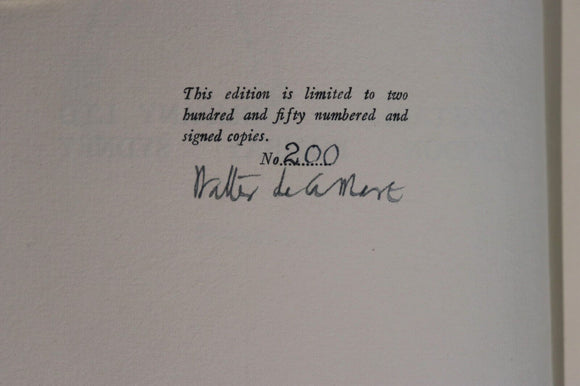 This edition is limited to two
hundred and fifty numbered and
signed copies.
No. 200
Walter de la Mare